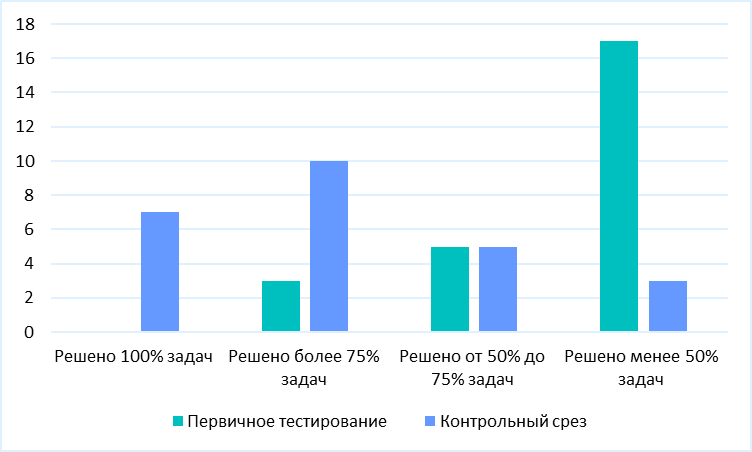 18
16
14
12
10
8
6
4
2
0
Решено 100% задач
Решено более 75%
задач
Решено от 50% до
75% задач
Решено менее 50%
задач
Первичное тестирование
Контрольный срез